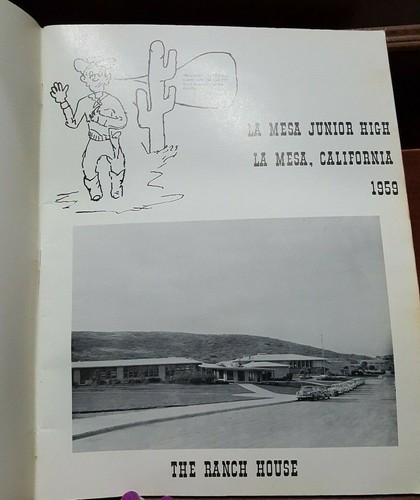 LA MESA JUNIOR HIGH
LA MESA, CALIFORNIA
1959
THE RANCH HOUSE